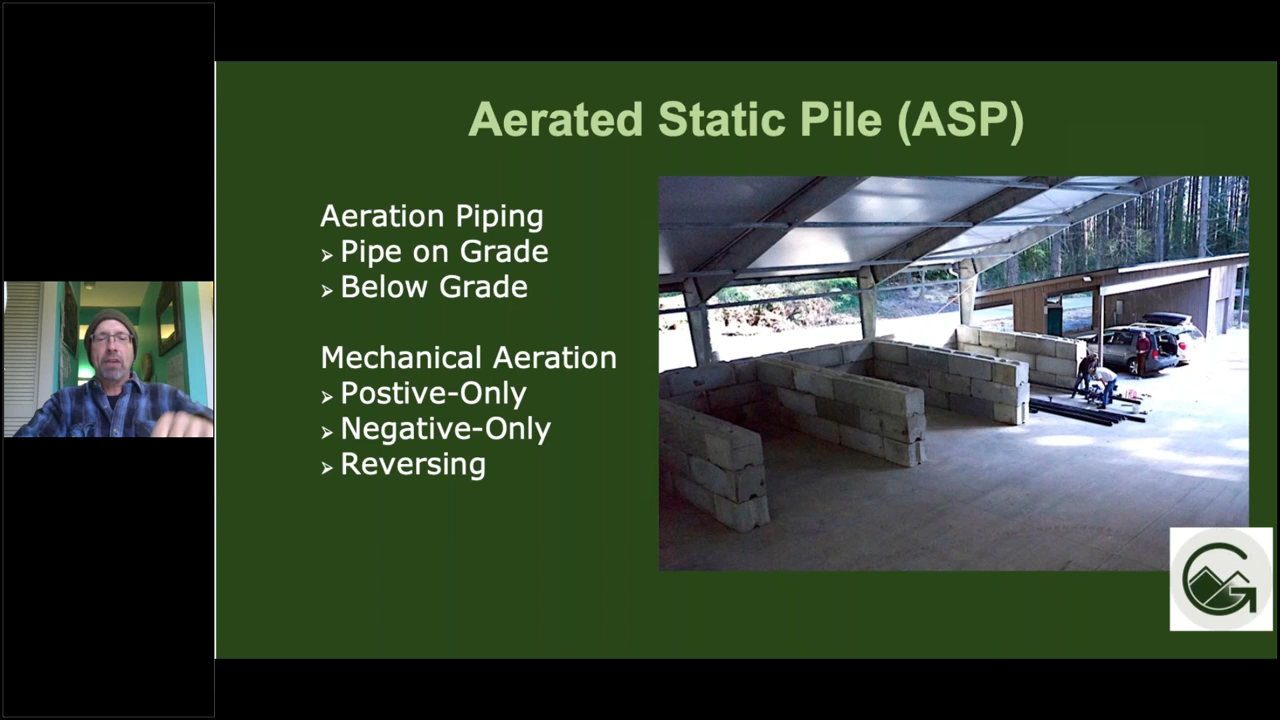 Aerated Static Pile (ASP)
Aeration Piping
➢ Pipe on Grade
➢ Below Grade
Mechanical Aeration
➢ Postive-Only
➢ Negative-Only
➢ Reversing